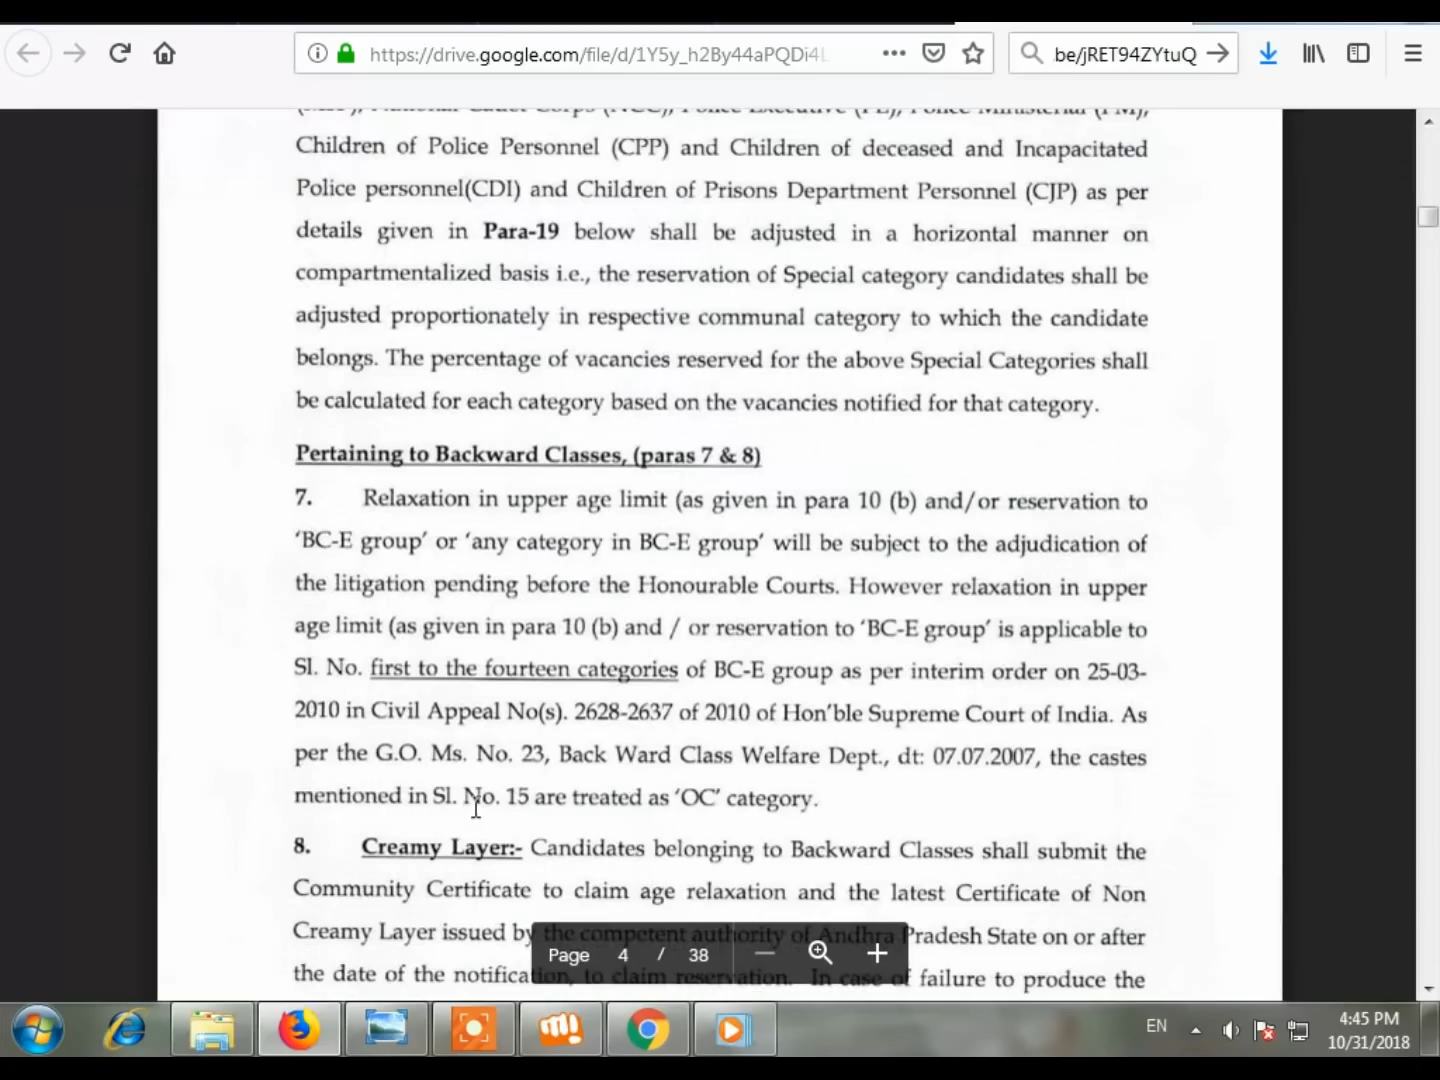 https://drive.google.com/file/d/1Y5y_h2By44aPQDi4
be/jRET94ZYtuQ
National Cadet Corps (NCC), Police Executive (PE), Police Ministerial (PM),
Children of Police Personnel (CPP) and Children of deceased and Incapacitated
Police personnel(CDI) and Children of Prisons Department Personnel (CJP) as per
details given in Para-19 below shall be adjusted in a horizontal manner on
compartmentalized basis i.e., the reservation of Special category candidates shall be
adjusted proportionately in respective communal category to which the candidate
belongs. The percentage of vacancies reserved for the above Special Categories shall
be calculated for each category based on the vacancies notified for that category.
Pertaining to Backward Classes, (paras 7 & 8)
7. Relaxation in upper age limit (as given in para 10 (b) and/or reservation to
‘BC-E group’ or ‘any category in BC-E group’ will be subject to the adjudication of
the litigation pending before the Honourable Courts. However relaxation in upper
age limit (as given in para 10 (b) and / or reservation to ‘BC-E group’ is applicable to
Sl. No. first to the fourteen categories of BC-E group as per interim order on 25-03-
2010 in Civil Appeal No(s). 2628-2637 of 2010 of Hon’ble Supreme Court of India. As
per the G.O. Ms. No. 23, Back Ward Class Welfare Dept., dt: 07.07.2007, the castes
mentioned in Sl. No. 15 are treated as ‘OC’ category.
8. Creamy Layer:- Candidates belonging to Backward Classes shall submit the
Community Certificate to claim age relaxation and the latest Certificate of Non
Creamy Layer issued by the competent authority of Andhra Pradesh State on or after
the date of the notification, to claim reservation. In case of failure to produce the
Page 4 / 38
EN
4:45 PM
10/31/2018